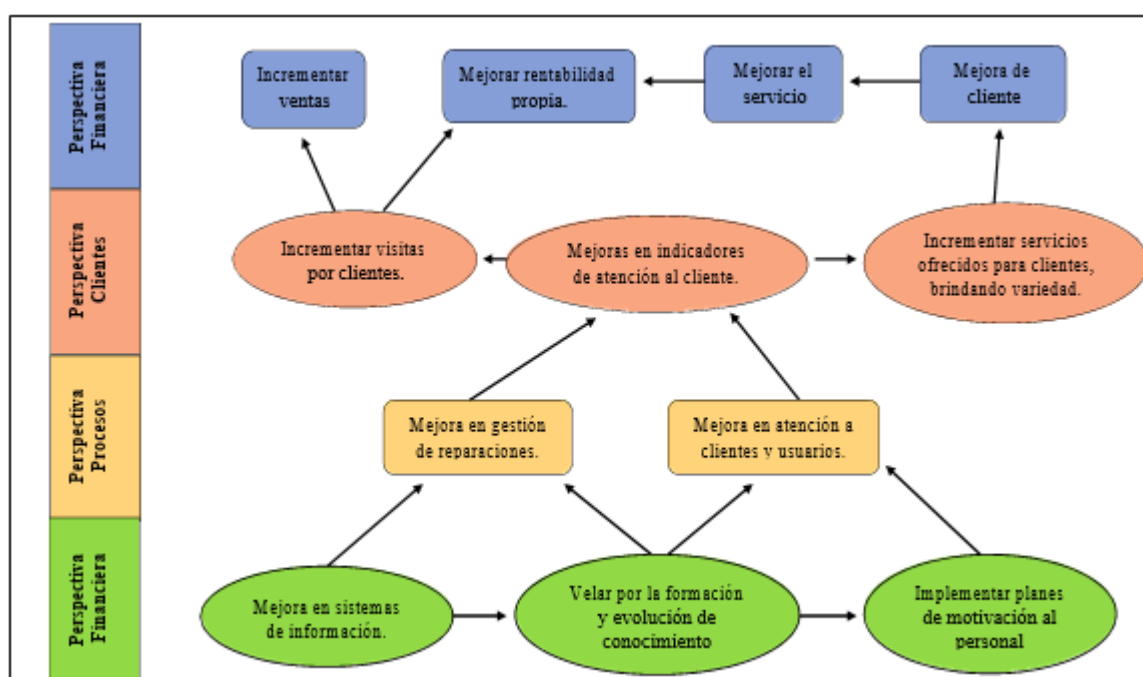 Perspectiva
Financiera
Incrementar
ventas
Mejorar rentabilidad
propia.
Mejorar el
servicio
Mejora de
cliente
Perspectiva
Clientes
Incrementar visitas
por clientes.
Mejoras en indicadores
de atención al cliente.
Incrementar servicios
ofrecidos para clientes,
brindando variedad.
Perspectiva
Procesos
Mejora en gestión
de reparaciones.
Mejora en atención a
clientes y usuarios.
Perspectiva
Financiera
Mejora en sistemas
de información.
Velar por la formación
y evolución de
conocimiento
Implementar planes
de motivación al
personal